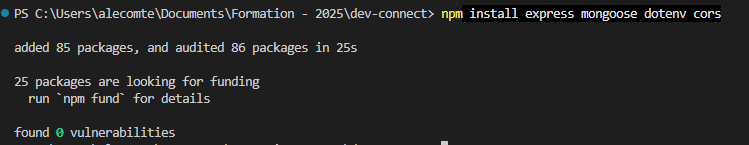 PS C:\Users\alecomte\Documents\Formation - 2025\dev-connect> npm install express mongoose dotenv cors
added 85 packages, and audited 86 packages in 25s
25 packages are looking for funding
  run `npm fund` for details
found 0 vulnerabilities